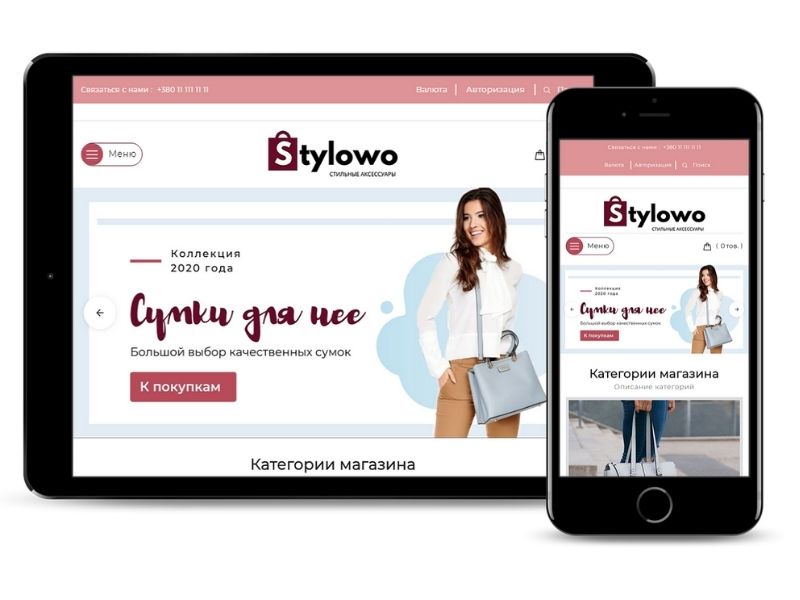 Связаться с нами : +380 11 111 11 11
Валюта
Авторизация
Меню
Stylowo
СТИЛЬНЫЕ АКСЕССУАРЫ
Коллекция
2020 года
Сумки для нее
Большой выбор качественных сумок
К покупкам
Категории магазина
Связаться с нами : +380 11 111 11 11
Валюта
Авторизация
Поиск
Stylowo
СТИЛЬНЫЕ АКСЕССУАРЫ
Меню
( 0 тов. )
Коллекция
2020 года
Сумки для нее
Большой выбор качественных сумок
К покупкам
Категории магазина
Описание категорий